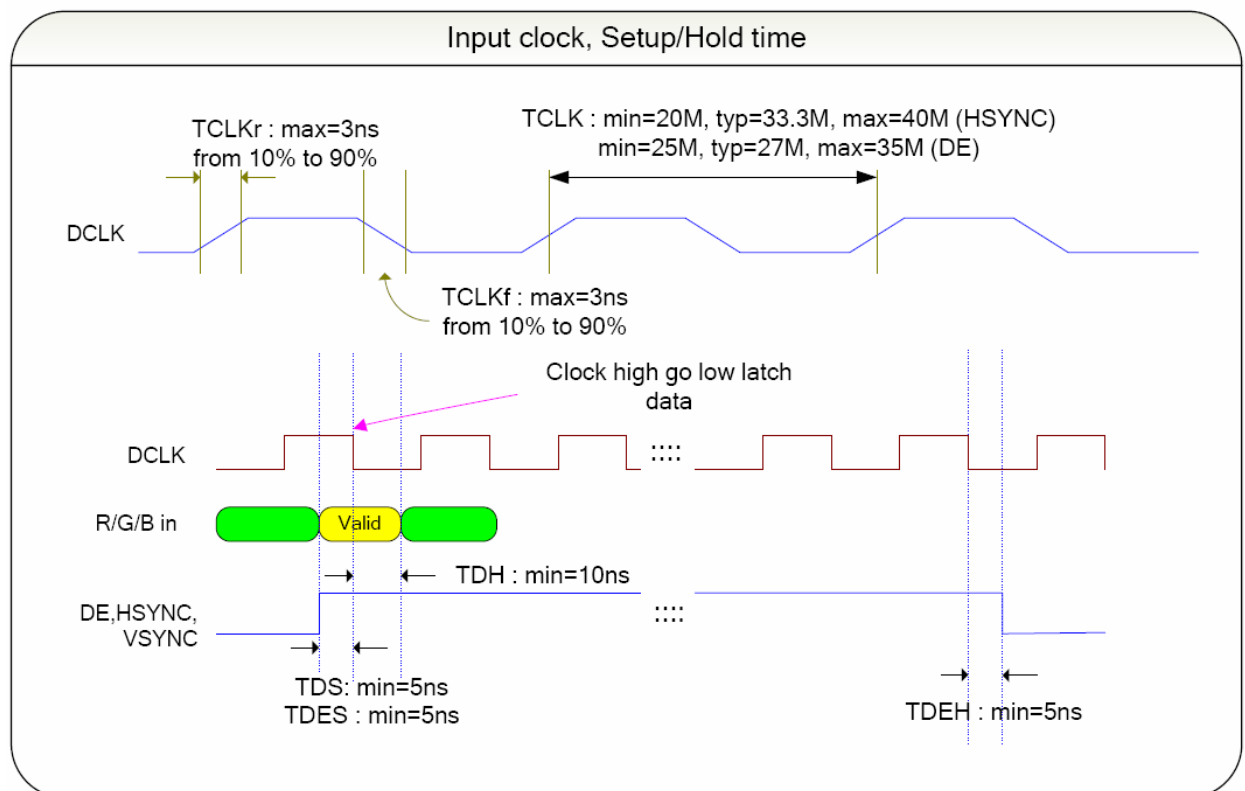 Input clock, Setup/Hold time
TCLKr : max=3ns
from 10% to 90%
TCLK : min=20M, typ=33.3M, max=40M (HSYNC)
min=25M, typ=27M, max=35M (DE)
DCLK
TCLKf : max=3ns
from 10% to 90%
Clock high go low latch
data
DCLK
::::
R/G/B in
Valid
TDH : min=10ns
DE,HSYNC,
VSYNC
::::
TDS: min=5ns
TDES : min=5ns
TDEH : min=5ns